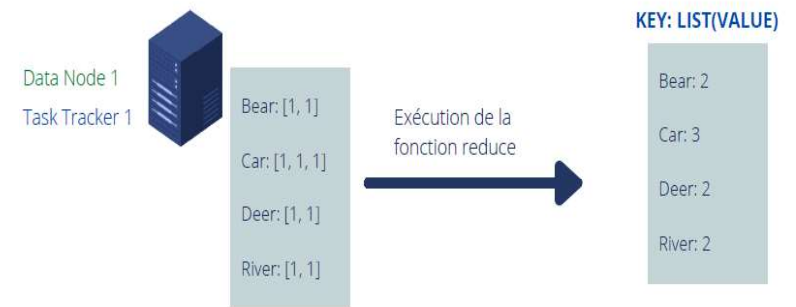 KEY: LIST(VALUE)
Data Node 1
Task Tracker 1
Bear: [1, 1]
Car: [1, 1, 1]
Deer: [1, 1]
River: [1, 1]
Exécution de la
fonction reduce
Bear: 2
Car: 3
Deer: 2
River: 2